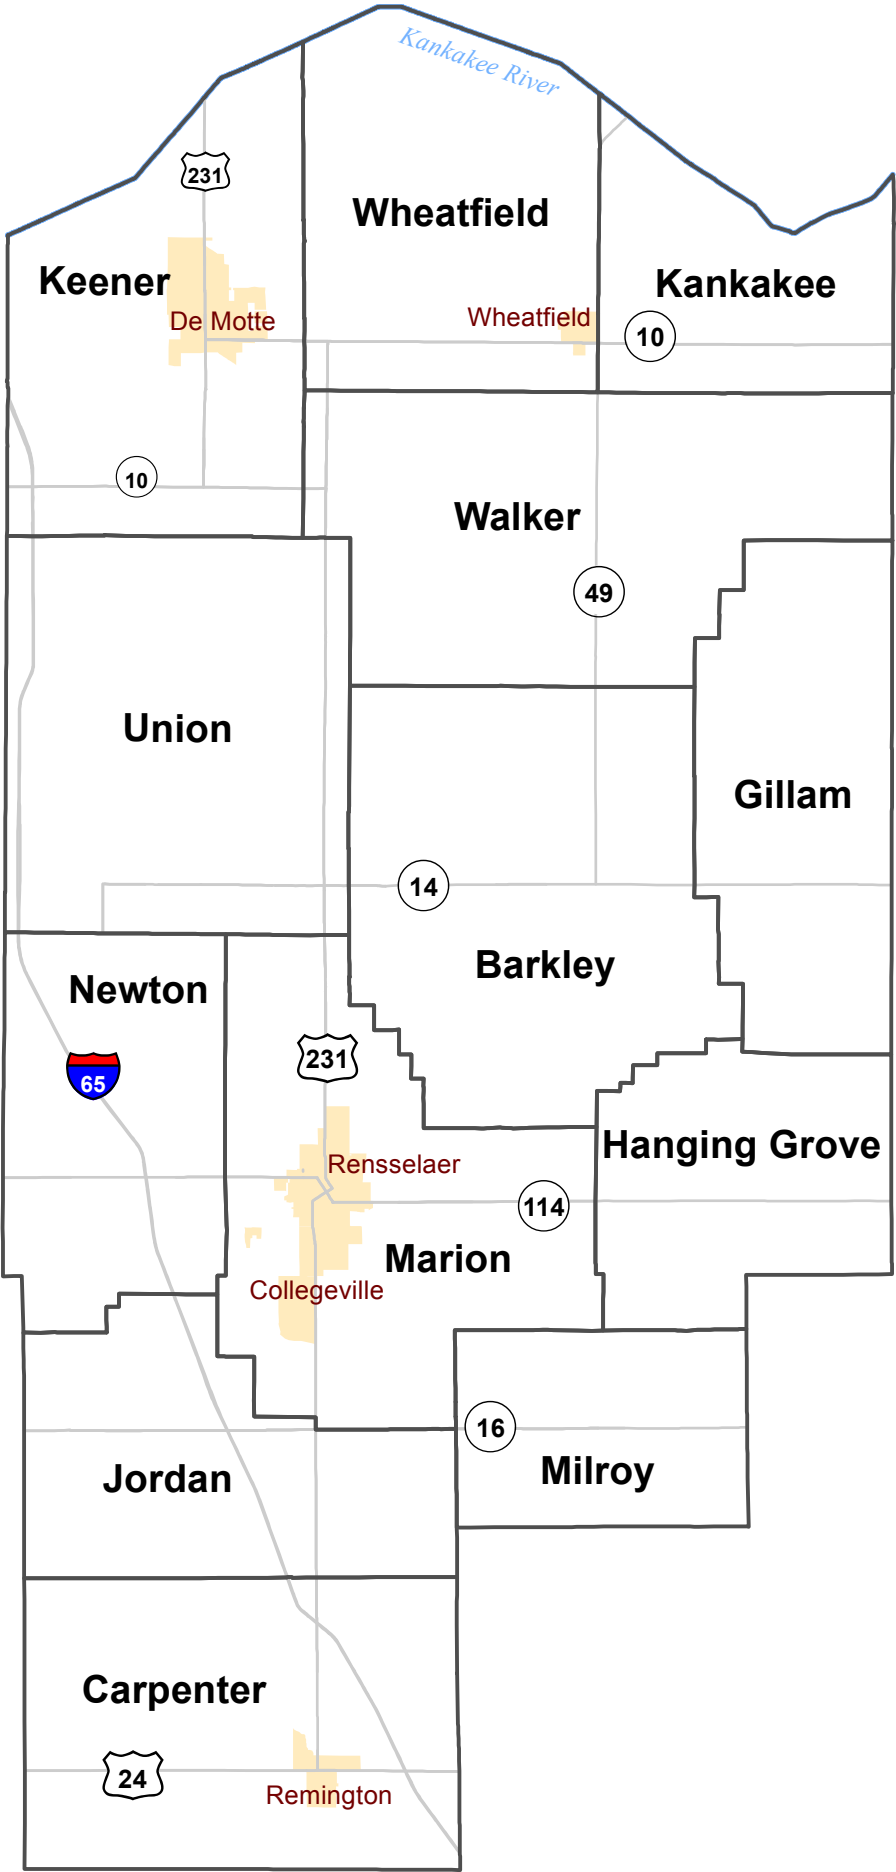 Kankakee River
231
Wheatfield
Keener
Kankakee
De Motte
Wheatfield
10
10
Walker
49
Union
Gillam
14
Barkley
Newton
231
65
Hanging Grove
Rensselaer
114
Marion
Collegeville
16
Milroy
Jordan
Carpenter
24
Remington